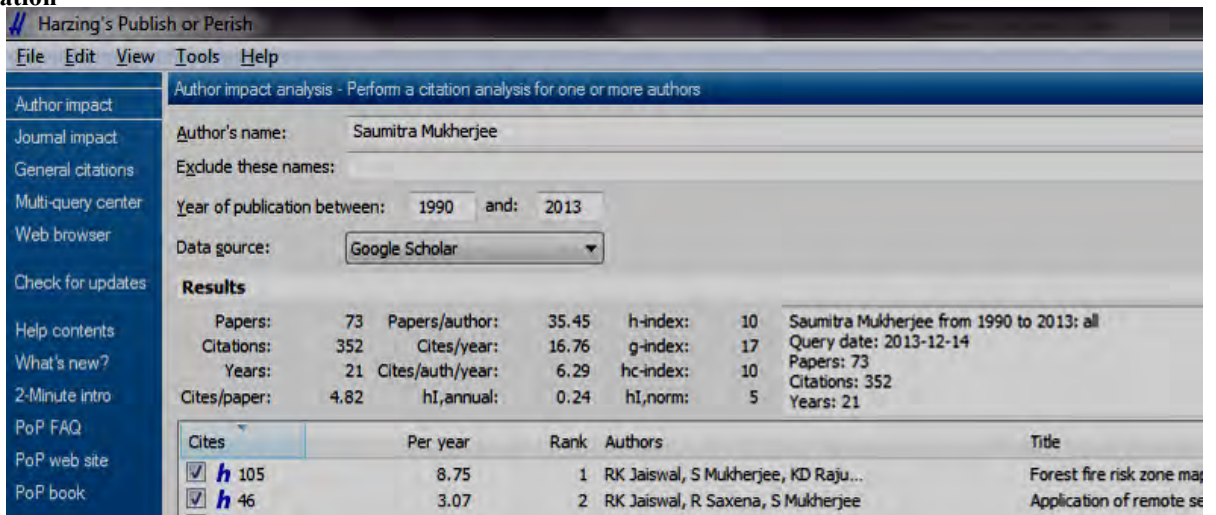 ation
Harzing's Publish or Perish
File Edit View Tools Help
Author impact
Journal impact
General citations
Multi-query center
Web browser
Check for updates
Help contents
What's new?
2-Minute intro
PoP FAQ
PoP web site
PoP book
Author impact analysis - Perform a citation analysis for one or more authors
Author's name: Saumitra Mukherjee
Exclude these names:
Year of publication between: 1990 and: 2013
Data source: Google Scholar
Results
Papers: 73 Papers/author: 35.45 h-index: 10
Citations: 352 Cites/year: 16.76 g-index: 17
Years: 21 Cites/auth/year: 6.29 hc-index: 10
Cites/paper: 4.82 hI,annual: 0.24 hI,norm: 5
Saumitra Mukherjee from 1990 to 2013: all
Query date: 2013-12-14
Papers: 73
Citations: 352
Years: 21
Cites Per year Rank Authors Title
h 105 8.75 1 RK Jaiswal, S Mukherjee, KD Raju... Forest fire risk zone map
h 46 3.07 2 RK Jaiswal, R Saxena, S Mukherjee Application of remote se